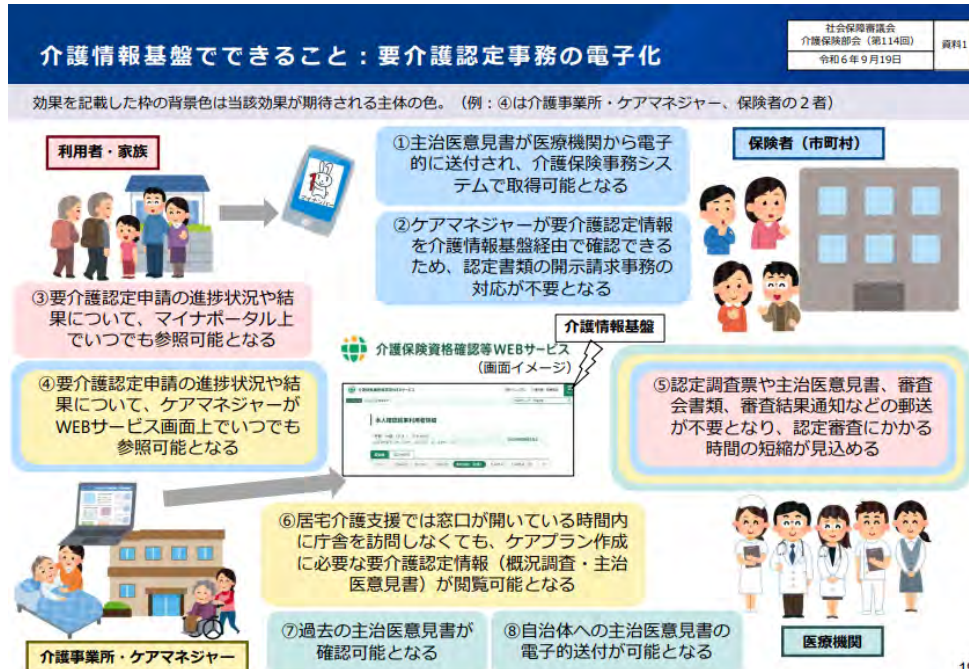 介護情報基盤でできること：要介護認定事務の電子化
社会保障審議会
介護保険部会（第114回）
令和６年９月19日
資料1
効果を記載した枠の背景色は当該効果が期待される主体の色。（例：④は介護事業所・ケアマネジャー、保険者の２者）
利用者・家族
マイナンバー
①主治医意見書が医療機関から電子
的に送付され、介護保険事務シス
テムで取得可能となる
保険者（市町村）
②ケアマネジャーが要介護認定情報
を介護情報基盤経由で確認できる
ため、認定書類の開示請求事務の
対応が不要となる
③要介護認定申請の進捗状況や結
果について、マイナポータル上
でいつでも参照可能となる
介護情報基盤
介護保険資格確認等WEBサービス
（画面イメージ）
④要介護認定申請の進捗状況や結
果について、ケアマネジャーが
WEBサービス画面上でいつでも
参照可能となる
⑤認定調査票や主治医意見書、審査
会書類、審査結果通知などの郵送
が不要となり、認定審査にかかる
時間の短縮が見込める
⑥居宅介護支援では窓口が開いている時間内
に庁舎を訪問しなくても、ケアプラン作成
に必要な要介護認定情報（概況調査・主治
医意見書）が閲覧可能となる
⑦過去の主治医意見書が
確認可能となる
⑧自治体への主治医意見書の
電子的送付が可能となる
医療機関
介護事業所・ケアマネジャー